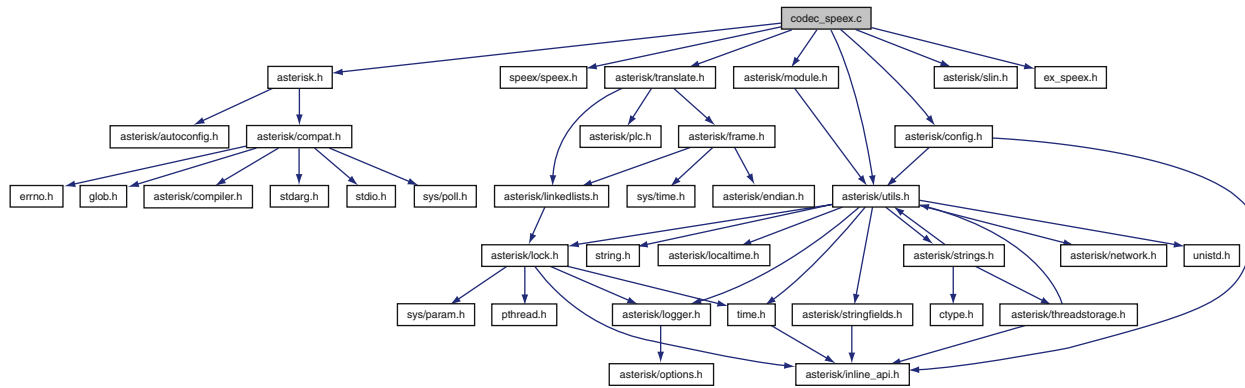 codec_speex.c
asterisk.h
speex/speex.h
asterisk/translate.h
asterisk/module.h
asterisk/slin.h
ex_speex.h
asterisk/autoconfig.h
asterisk/compat.h
asterisk/plc.h
asterisk/frame.h
asterisk/config.h
errno.h
glob.h
asterisk/compiler.h
stdarg.h
stdio.h
sys/poll.h
asterisk/linkedlists.h
sys/time.h
asterisk/endian.h
asterisk/utils.h
asterisk/lock.h
string.h
asterisk/localtime.h
asterisk/strings.h
asterisk/network.h
unistd.h
sys/param.h
pthread.h
asterisk/logger.h
time.h
asterisk/stringfields.h
ctype.h
asterisk/threadstorage.h
asterisk/options.h
asterisk/inline_api.h